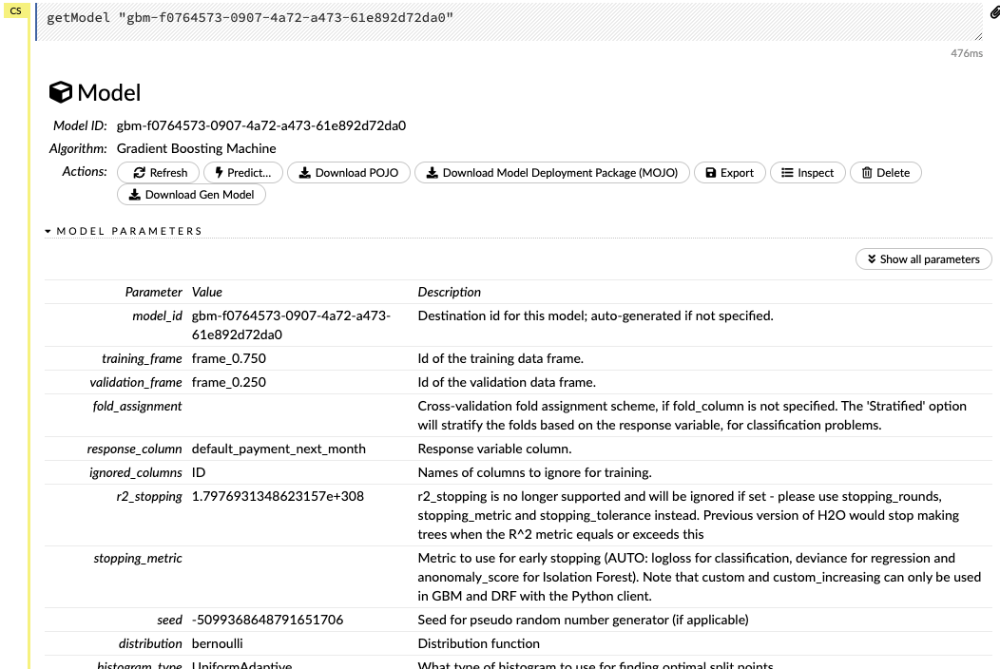 CS
getModel "gbm-f0764573-0907-4a72-a473-61e892d72da0"
476ms
Model
Model ID: gbm-f0764573-0907-4a72-a473-61e892d72da0
Algorithm: Gradient Boosting Machine
Actions: Refresh Predict... Download POJO Download Model Deployment Package (MOJO) Export Inspect Delete
Download Gen Model
MODEL PARAMETERS
Show all parameters
Parameter Value Description
model_id gbm-f0764573-0907-4a72-a473- Destination id for this model; auto-generated if not specified.
61e892d72da0
training_frame frame_0.750 Id of the training data frame.
validation_frame frame_0.250 Id of the validation data frame.
fold_assignment Cross-validation fold assignment scheme, if fold_column is not specified. The 'Stratified' option
will stratify the folds based on the response variable, for classification problems.
response_column default_payment_next_month Response variable column.
ignored_columns ID Names of columns to ignore for training.
r2_stopping 1.7976931348623157e+308 r2_stopping is no longer supported and will be ignored if set - please use stopping_rounds,
stopping_metric and stopping_tolerance instead. Previous version of H2O would stop making
trees when the R^2 metric equals or exceeds this
stopping_metric Metric to use for early stopping (AUTO: logloss for classification, deviance for regression and
anonomaly_score for Isolation Forest). Note that custom and custom_increasing can only be used
in GBM and DRF with the Python client.
seed -5099368648791651706 Seed for pseudo random number generator (if applicable)
distribution bernoulli Distribution function
histogram_type UniformAdaptive What type of histogram to use for finding optimal split points